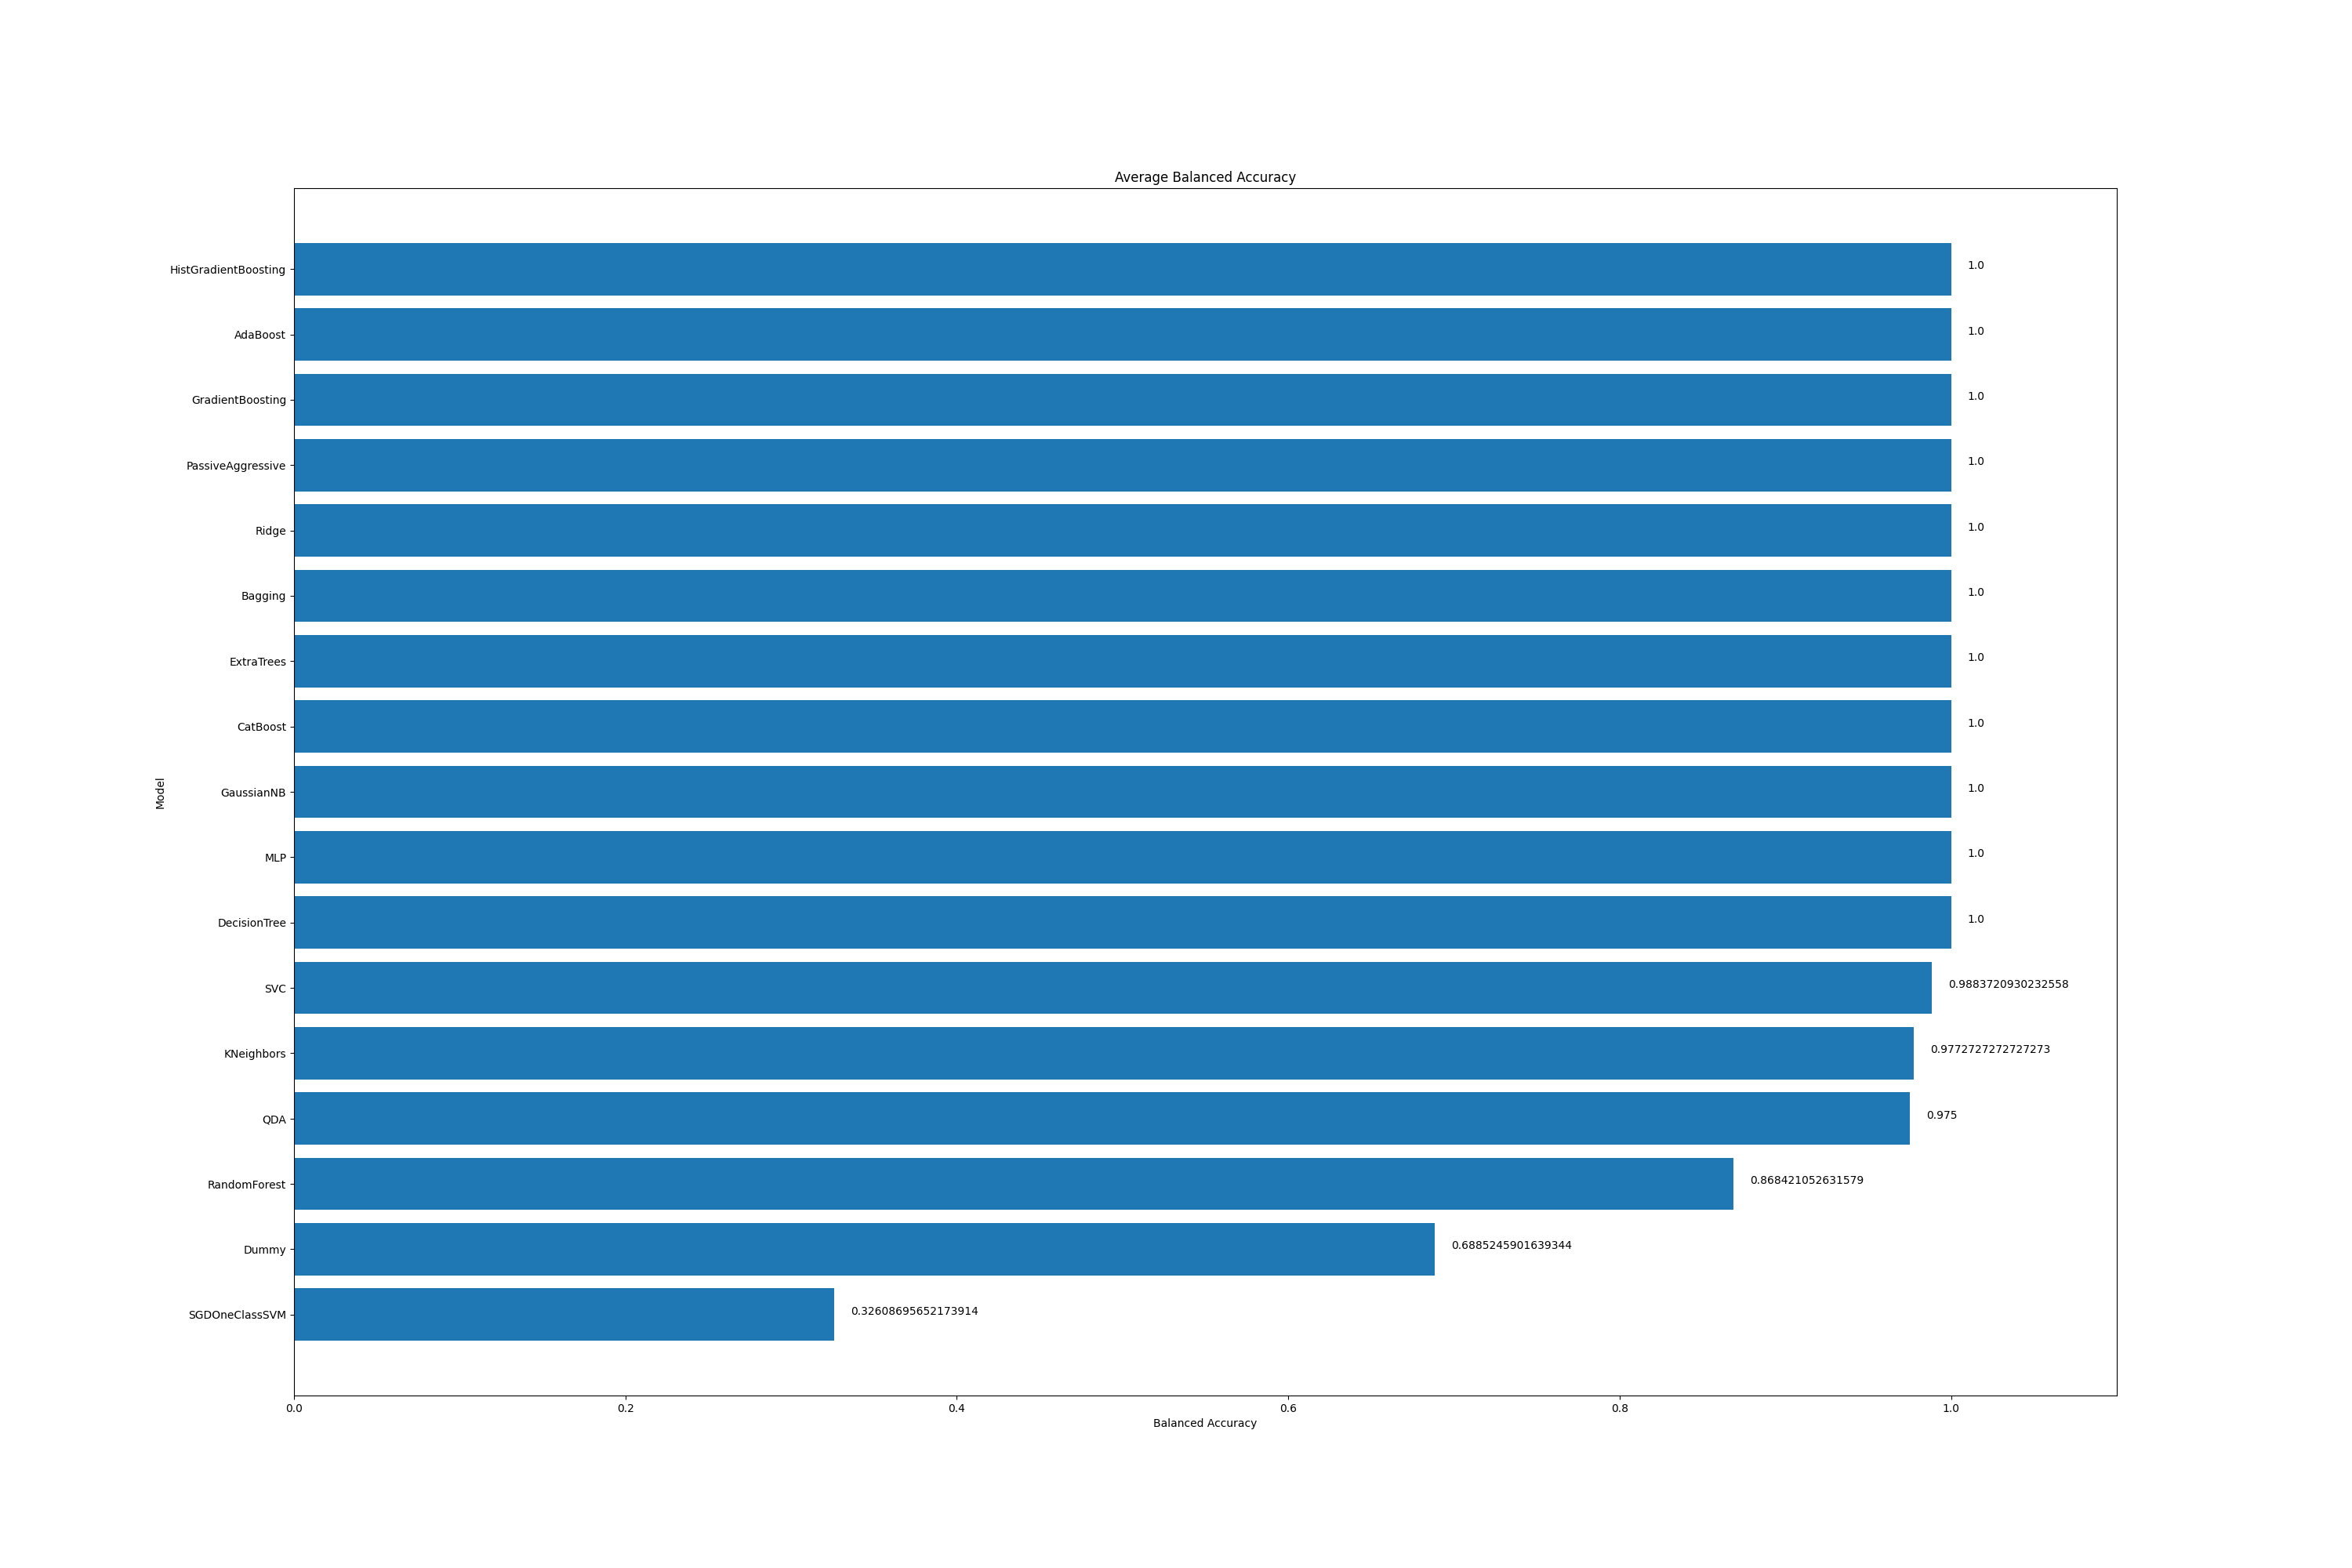 Average Balanced Accuracy
Model
HistGradientBoosting 1.0
AdaBoost 1.0
GradientBoosting 1.0
PassiveAggressive 1.0
Ridge 1.0
Bagging 1.0
ExtraTrees 1.0
CatBoost 1.0
GaussianNB 1.0
MLP 1.0
DecisionTree 1.0
SVC 0.9883720930232558
KNeighbors 0.9772727272727273
QDA 0.975
RandomForest 0.868421052631579
Dummy 0.6885245901639344
SGDOneClassSVM 0.32608695652173914
0.0 0.2 0.4 0.6 0.8 1.0
Balanced Accuracy